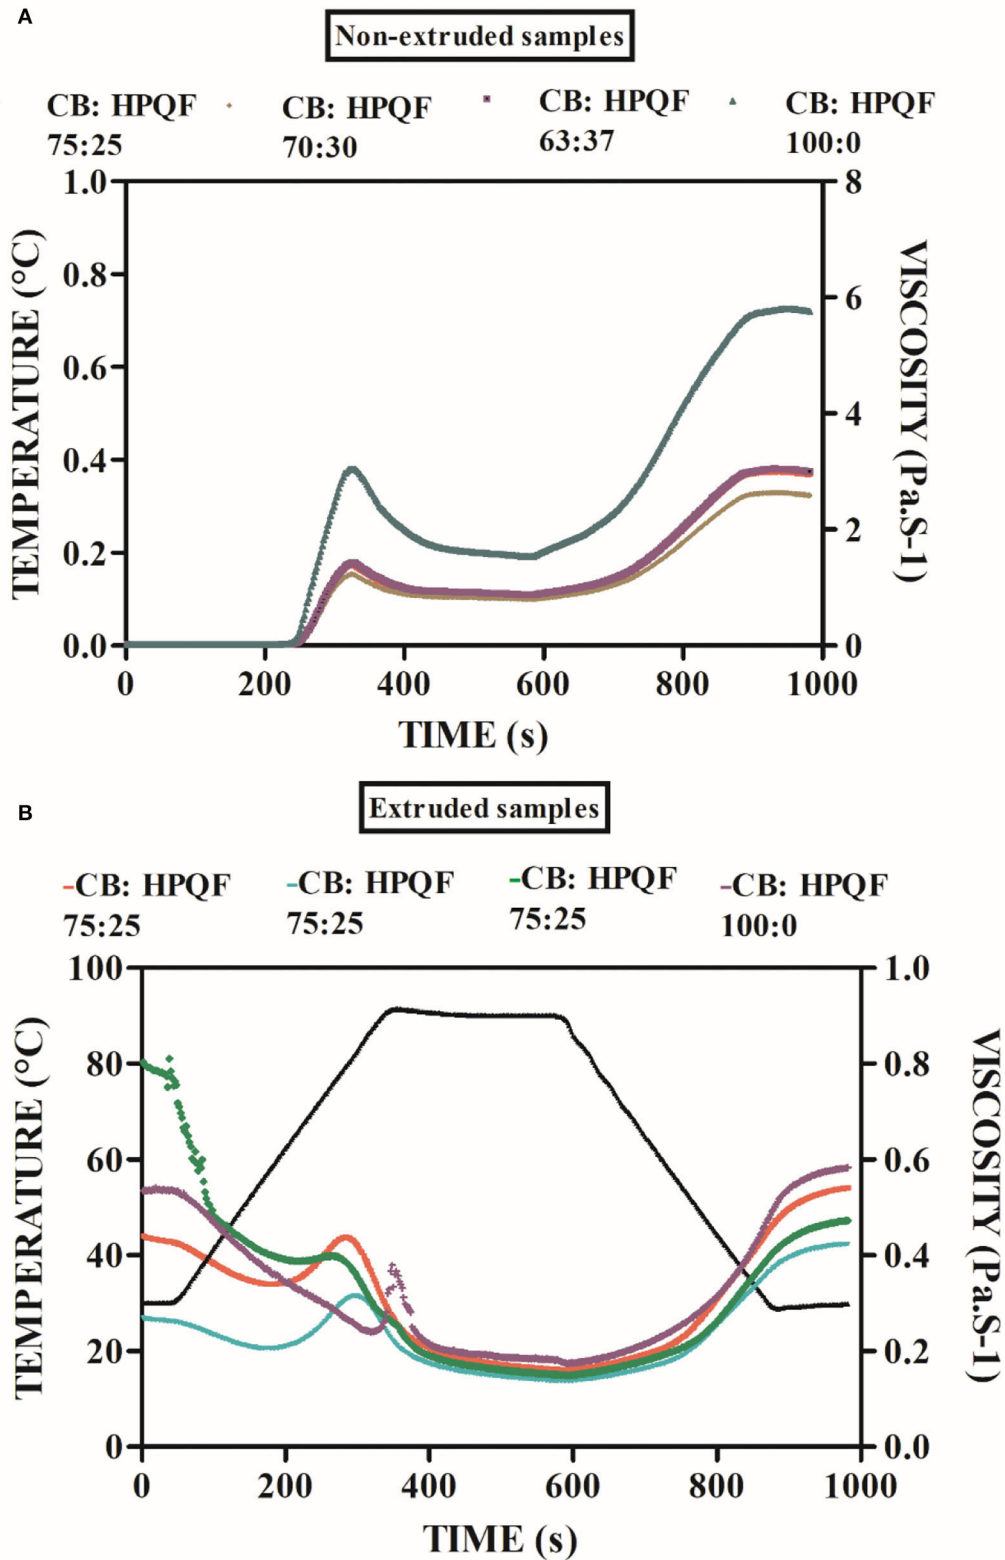 A
Non-extruded samples
CB: HPQF CB: HPQF CB: HPQF CB: HPQF
75:25 70:30 63:37 100:0
1.0 8
0.8
6
0.6
4
0.4
2
0.2
0.0 0
0 200 400 600 800 1000
TEMPERATURE (°C)
VISCOSITY (Pa.S-1)
TIME (s)
B
Extruded samples
CB: HPQF CB: HPQF CB: HPQF CB: HPQF
75:25 75:25 75:25 100:0
100 1.0
80 0.8
60 0.6
40 0.4
20 0.2
0 0.0
0 200 400 600 800 1000
TEMPERATURE (°C)
VISCOSITY (Pa.S-1)
TIME (s)